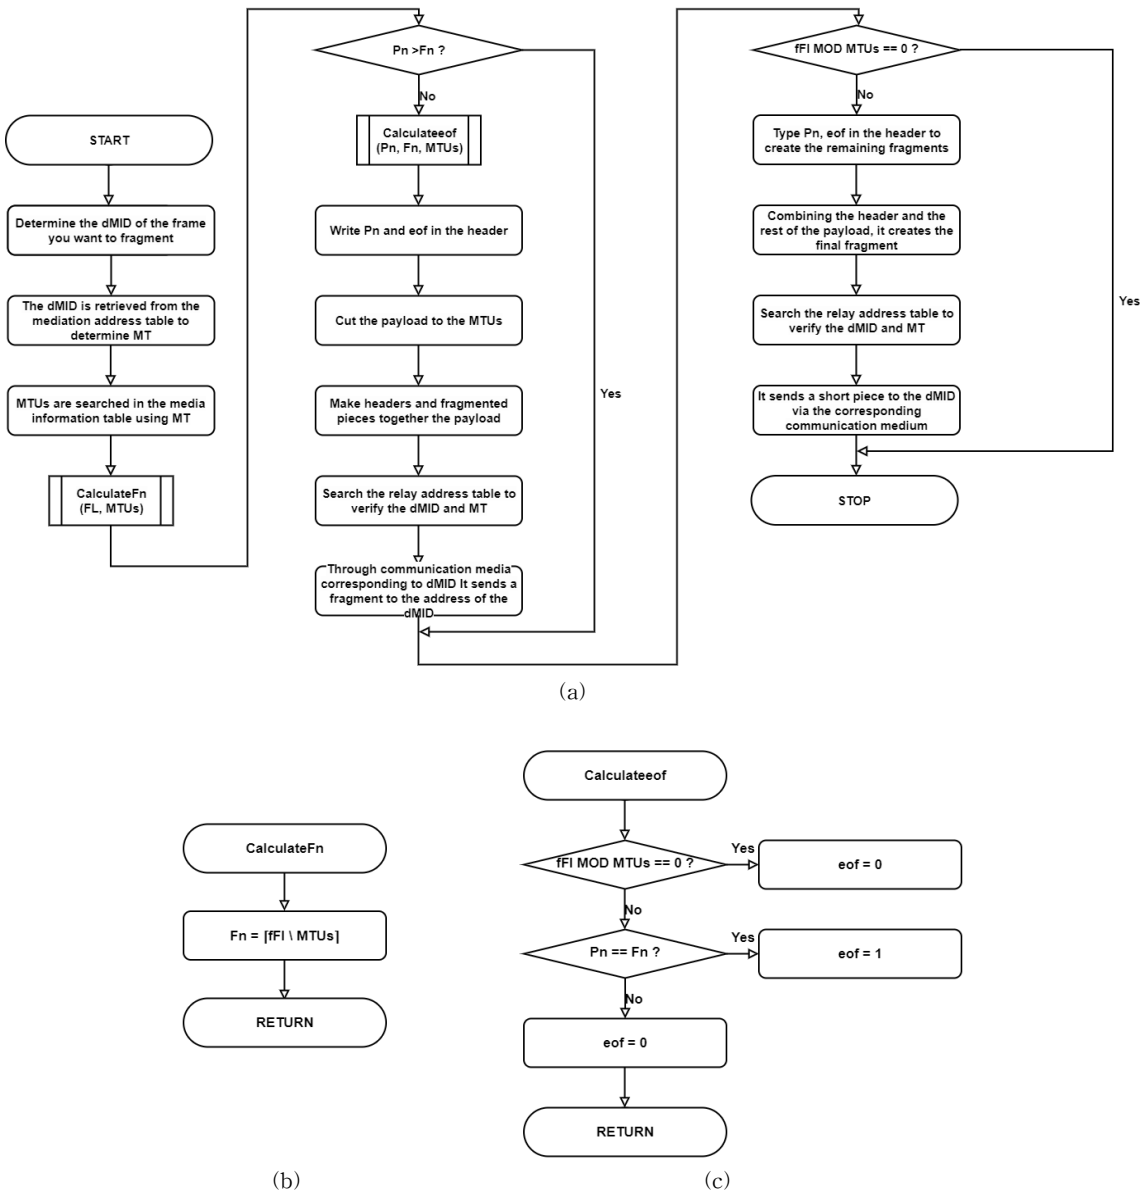 START
Determine the dMID of the frame
you want to fragment
The dMID is retrieved from the
mediation address table to
determine MT
MTUs are searched in the media
information table using MT
CalculateFn
(FL, MTUs)
Pn >Fn ?
No
Calculateeof
(Pn, Fn, MTUs)
Write Pn and eof in the header
Cut the payload to the MTUs
Make headers and fragmented
pieces together the payload
Search the relay address table to
verify the dMID and MT
Through communication media
corresponding to dMID It sends a
fragment to the address of the
dMID
Yes
fFl MOD MTUs == 0 ?
No
Type Pn, eof in the header to
create the remaining fragments
Combining the header and the
rest of the payload, it creates the
final fragment
Search the relay address table to
verify the dMID and MT
It sends a short piece to the dMID
via the corresponding
communication medium
STOP
Yes
(a)
CalculateFn
Fn = ⌈fFl \ MTUs⌉
RETURN
(b)
Calculateeof
fFl MOD MTUs == 0 ?
Yes
eof = 0
No
Pn == Fn ?
Yes
eof = 1
No
eof = 0
RETURN
(c)